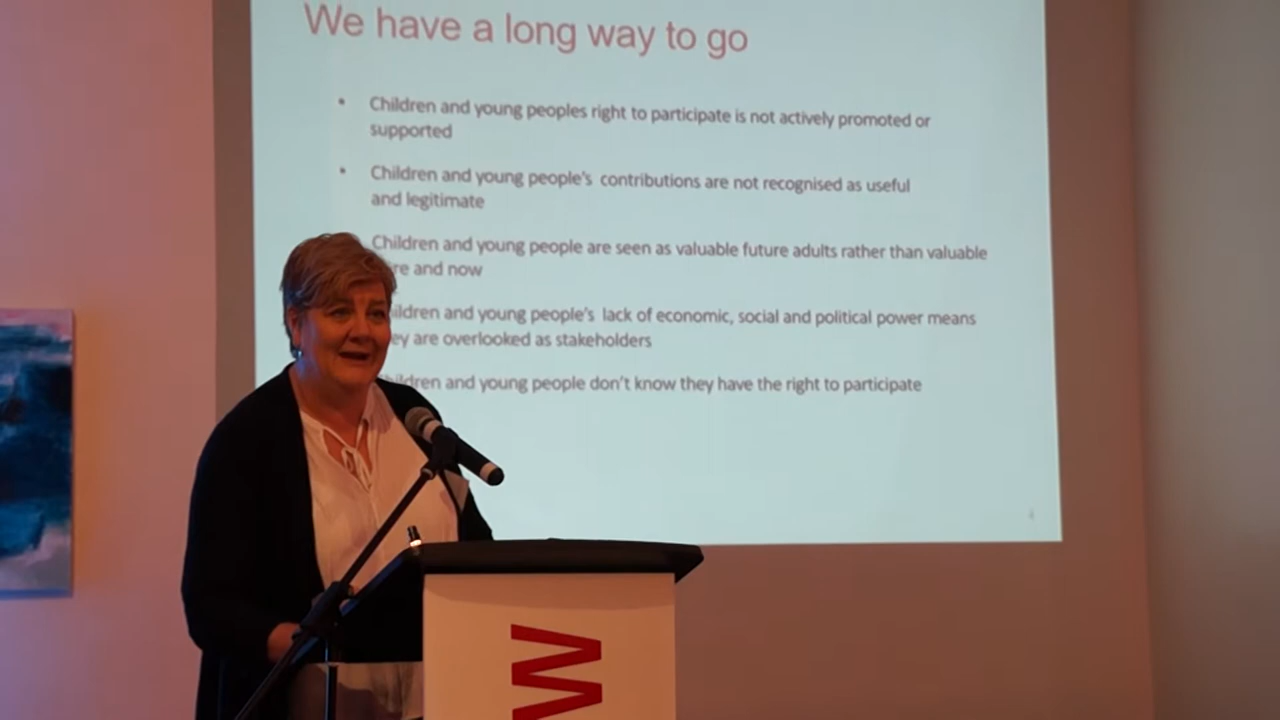 We have a long way to go
• Children and young peoples right to participate is not actively promoted or
supported
• Children and young people's contributions are not recognised as useful
and legitimate
Children and young people are seen as valuable future adults rather than valuable
re and now
ildren and young people's lack of economic, social and political power means
ey are overlooked as stakeholders
ildren and young people don't know they have the right to participate
W